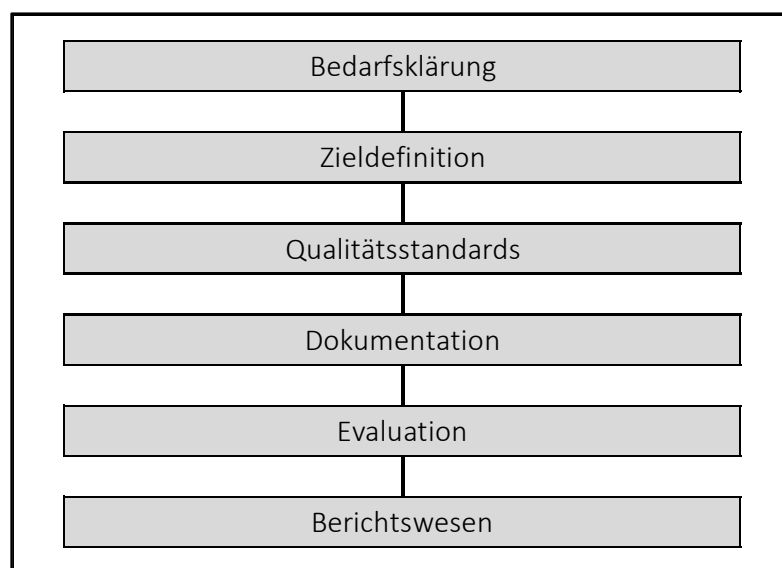 Bedarfsklärung
Zieldefinition
Qualitätsstandards
Dokumentation
Evaluation
Berichtswesen